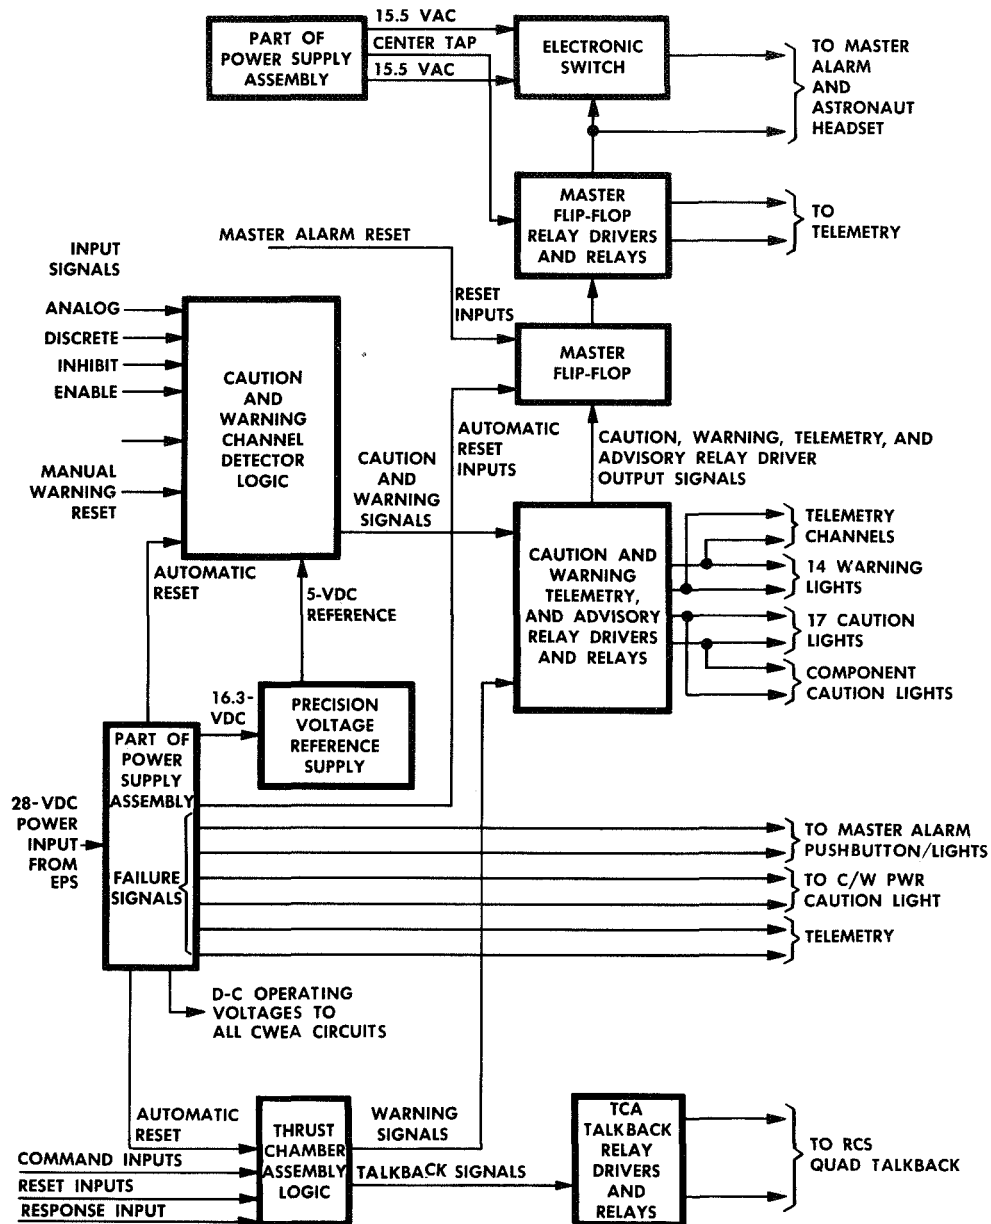 15.5 VAC
CENTER TAP
15.5 VAC
PART OF
POWER SUPPLY
ASSEMBLY
ELECTRONIC
SWITCH
TO MASTER
ALARM
AND
ASTRONAUT
HEADSET
MASTER
FLIP-FLOP
RELAY DRIVERS
AND RELAYS
TO
TELEMETRY
MASTER ALARM RESET
RESET
INPUTS
MASTER
FLIP-FLOP
INPUT
SIGNALS
ANALOG
DISCRETE
INHIBIT
ENABLE
MANUAL
WARNING
RESET
CAUTION
AND
WARNING
CHANNEL
DETECTOR
LOGIC
AUTOMATIC
RESET
INPUTS
CAUTION, WARNING, TELEMETRY, AND
ADVISORY RELAY DRIVER
OUTPUT SIGNALS
CAUTION
AND
WARNING
SIGNALS
AUTOMATIC
RESET
5-VDC
REFERENCE
CAUTION AND
WARNING
TELEMETRY,
AND ADVISORY
RELAY DRIVERS
AND RELAYS
TELEMETRY
CHANNELS
14 WARNING
LIGHTS
17 CAUTION
LIGHTS
COMPONENT
CAUTION LIGHTS
16.3-
VDC
PRECISION
VOLTAGE
REFERENCE
SUPPLY
PART OF
POWER
SUPPLY
ASSEMBLY
28-VDC
POWER
INPUT
FROM
EPS
FAILURE
SIGNALS
TO MASTER ALARM
PUSHBUTTON/LIGHTS
TO C/W PWR
CAUTION LIGHT
TELEMETRY
D-C OPERATING
VOLTAGES TO
ALL CWEA CIRCUITS
AUTOMATIC
RESET
COMMAND INPUTS
RESET INPUTS
RESPONSE INPUT
THRUST
CHAMBER
ASSEMBLY
LOGIC
WARNING
SIGNALS
TALKBACK SIGNALS
TCA
TALKBACK
RELAY
DRIVERS
AND
RELAYS
TO RCS
QUAD TALKBACK